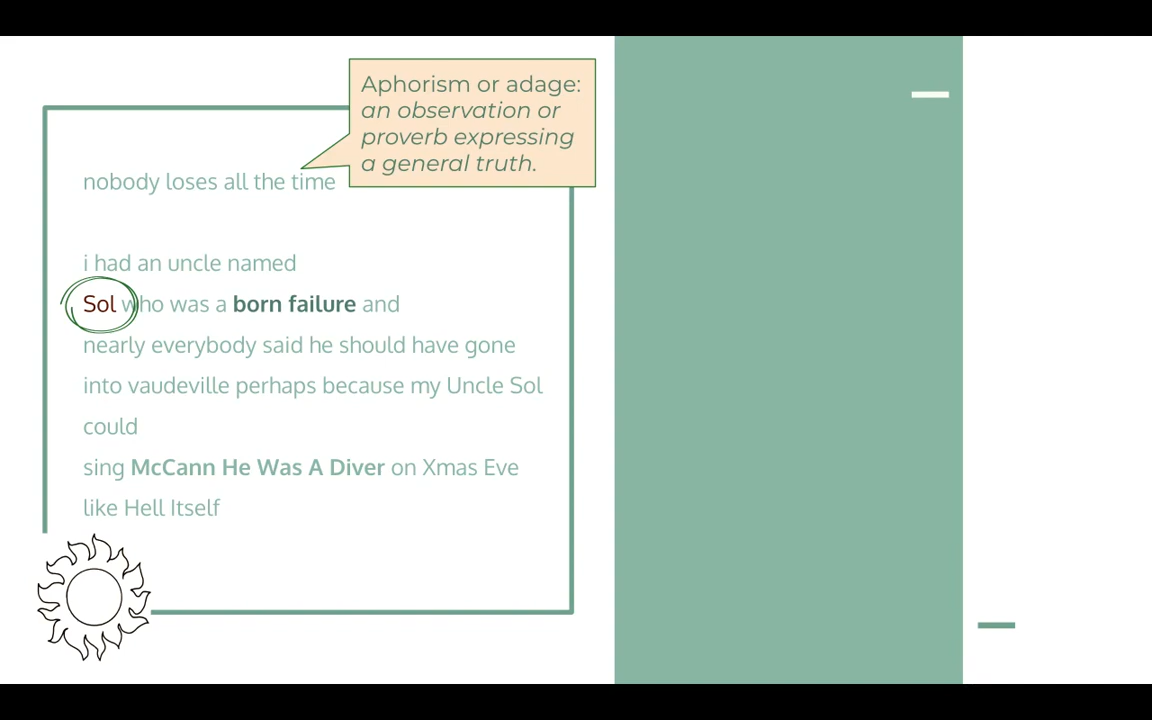 Aphorism or adage:
an observation or
proverb expressing
a general truth.
nobody loses all the time
i had an uncle named
Sol who was a born failure and
nearly everybody said he should have gone
into vaudeville perhaps because my Uncle Sol
could
sing McCann He Was A Diver on Xmas Eve
like Hell Itself